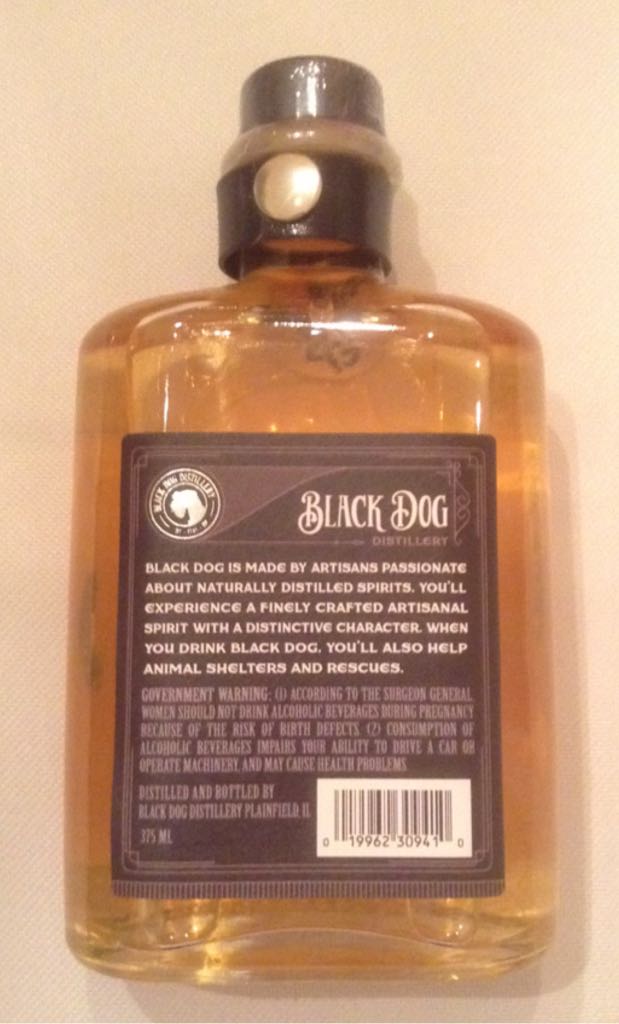 BLACK DOG DISTILLERY
BLACK DOG
DISTILLERY
BLACK DOG IS MADE BY ARTISANS PASSIONATE
ABOUT NATURALLY DISTILLED SPIRITS. YOU'LL
EXPERIENCE A FINELY CRAFTED ARTISANAL
SPIRIT WITH A DISTINCTIVE CHARACTER. WHEN
YOU DRINK BLACK DOG, YOU'LL ALSO HELP
ANIMAL SHELTERS AND RESCUES.
GOVERNMENT WARNING: (1) ACCORDING TO THE SURGEON GENERAL
WOMEN SHOULD NOT DRINK ALCOHOLIC BEVERAGES DURING PREGNANCY
BECAUSE OF THE RISK OF BIRTH DEFECTS. (2) CONSUMPTION OF
ALCOHOLIC BEVERAGES IMPAIRS YOUR ABILITY TO DRIVE A CAR OR
OPERATE MACHINERY, AND MAY CAUSE HEALTH PROBLEMS
DISTILLED AND BOTTLED BY
BLACK DOG DISTILLERY PLAINFIELD, IL
375 ML
0 19962 30941 0